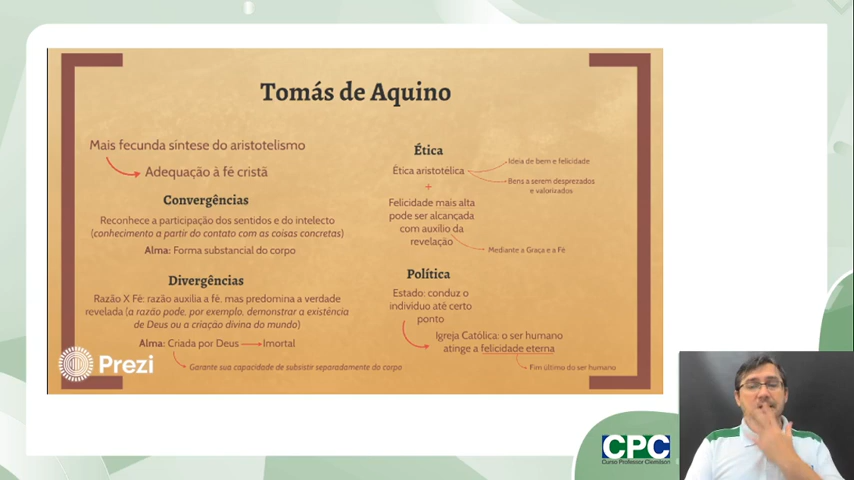 Tomás de Aquino
Mais fecunda síntese do aristotelismo
Adequação à fé cristã
Convergências
Reconhece a participação dos sentidos e do intelecto
(conhecimento a partir do contato com as coisas concretas)
Alma: Forma substancial do corpo
Divergências
Razão X Fé: razão auxilia a fé, mas predomina a verdade
revelada (a razão pode, por exemplo, demonstrar a existência
de Deus ou a criação divina do mundo)
Alma: Criada por Deus
Imortal
Garante sua capacidade de subsistir separadamente do corpo
Ética
Ética aristotélica
Ideia de bem e felicidade
Bens a serem desprezados
e valorizados
+
Felicidade mais alta
pode ser alcançada
com auxílio da
revelação
Mediante a Graça e a Fé
Política
Estado: conduz o
indivíduo até certo
ponto
Igreja Católica: o ser humano
atinge a felicidade eterna
Fim último do ser humano
Prezi
CPC
Curso Professor Clemilson